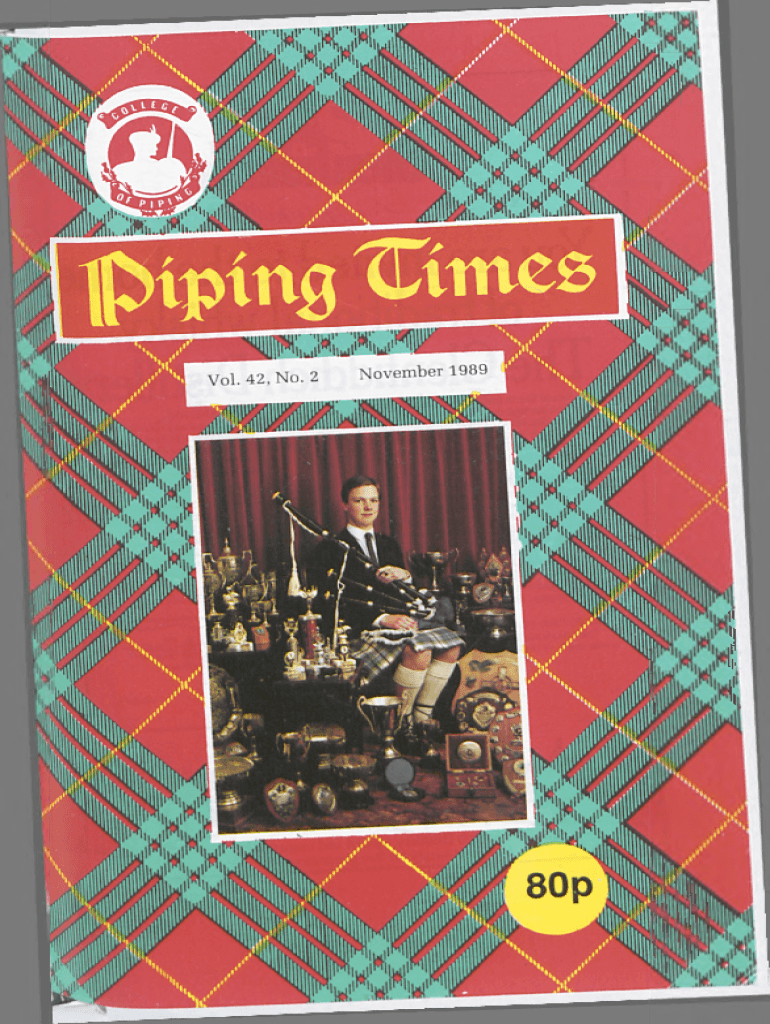 COLLEGE
OF PIPING
Piping Times
Vol. 42, No. 2 November 1989
80p